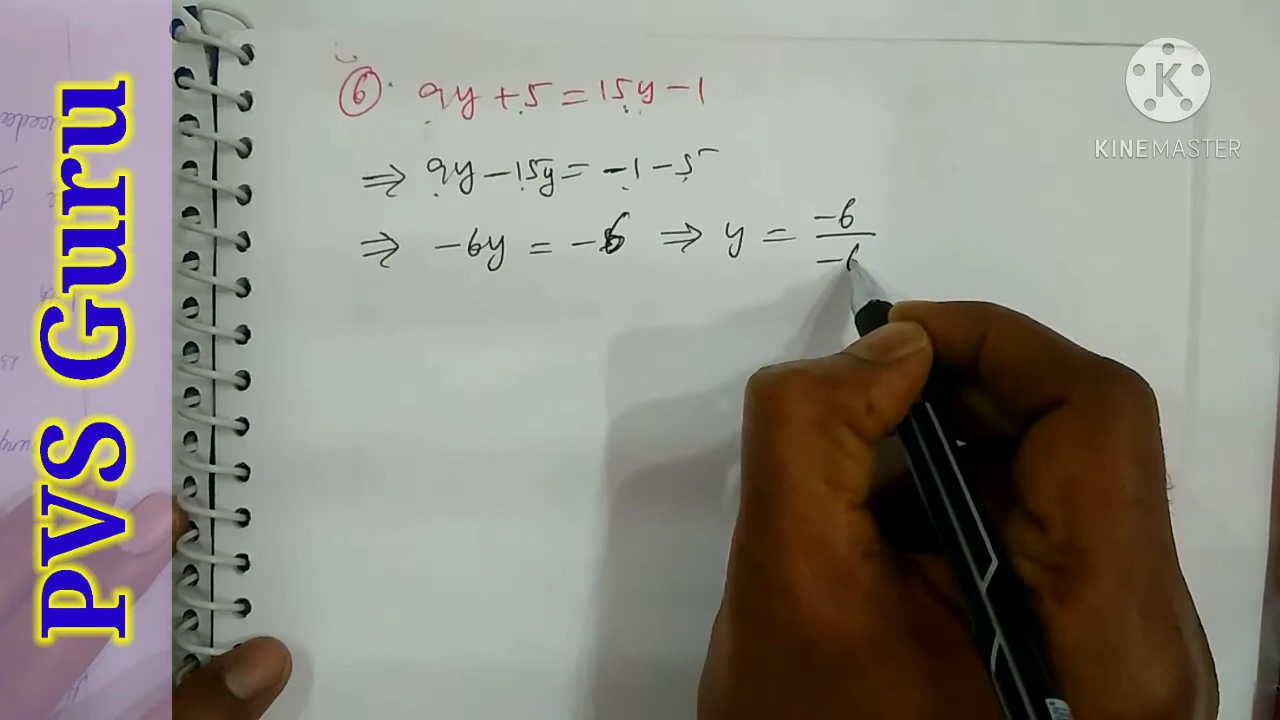 PVS Guru
K
KINEMASTER
6. 9y + 5 = 15y - 1
⇒ 9y - 15y = -1 - 5
⇒ -6y = -6 ⇒ y = -6/-6